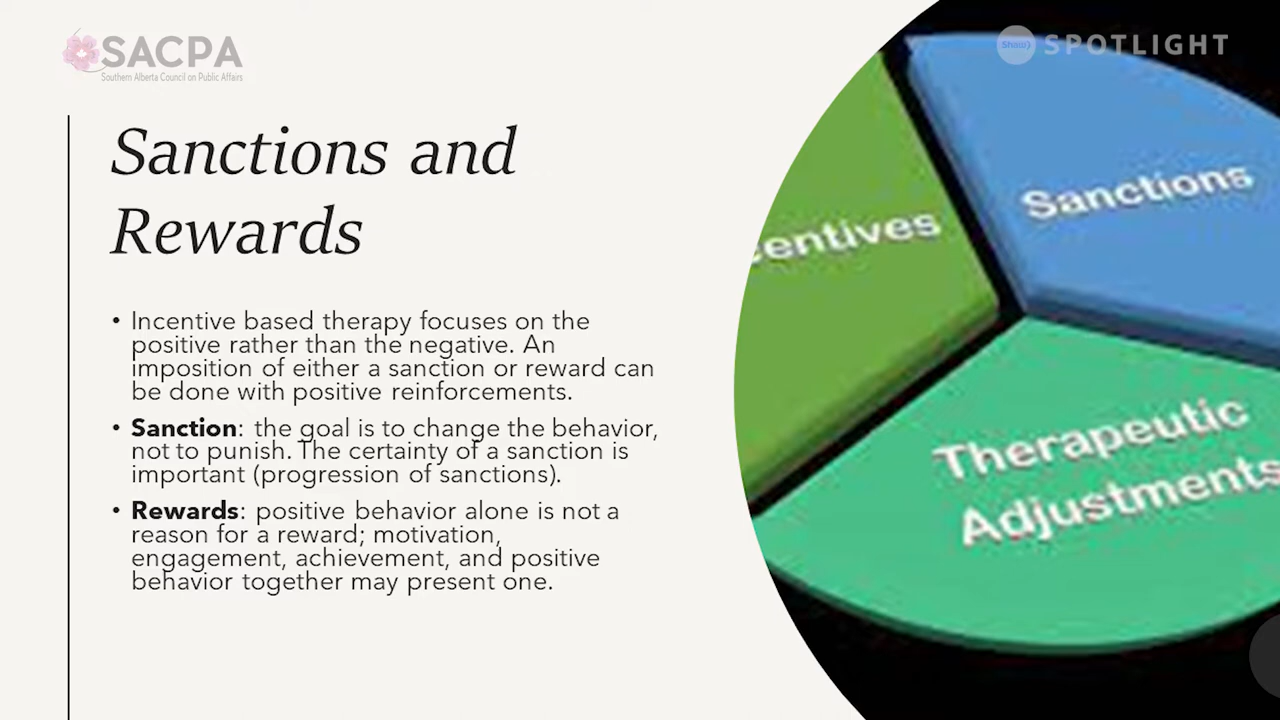 SACPA
Southern Alberta Council on Public Affairs
Shaw)
SPOTLIGHT
Sanctions and
Rewards
• Incentive based therapy focuses on the
positive rather than the negative. An
imposition of either a sanction or reward can
be done with positive reinforcements.
• Sanction: the goal is to change the behavior,
not to punish. The certainty of a sanction is
important (progression of sanctions).
• Rewards: positive behavior alone is not a
reason for a reward; motivation,
engagement, achievement, and positive
behavior together may present one.
centives
Sanctions
Therapeutic
Adjustments